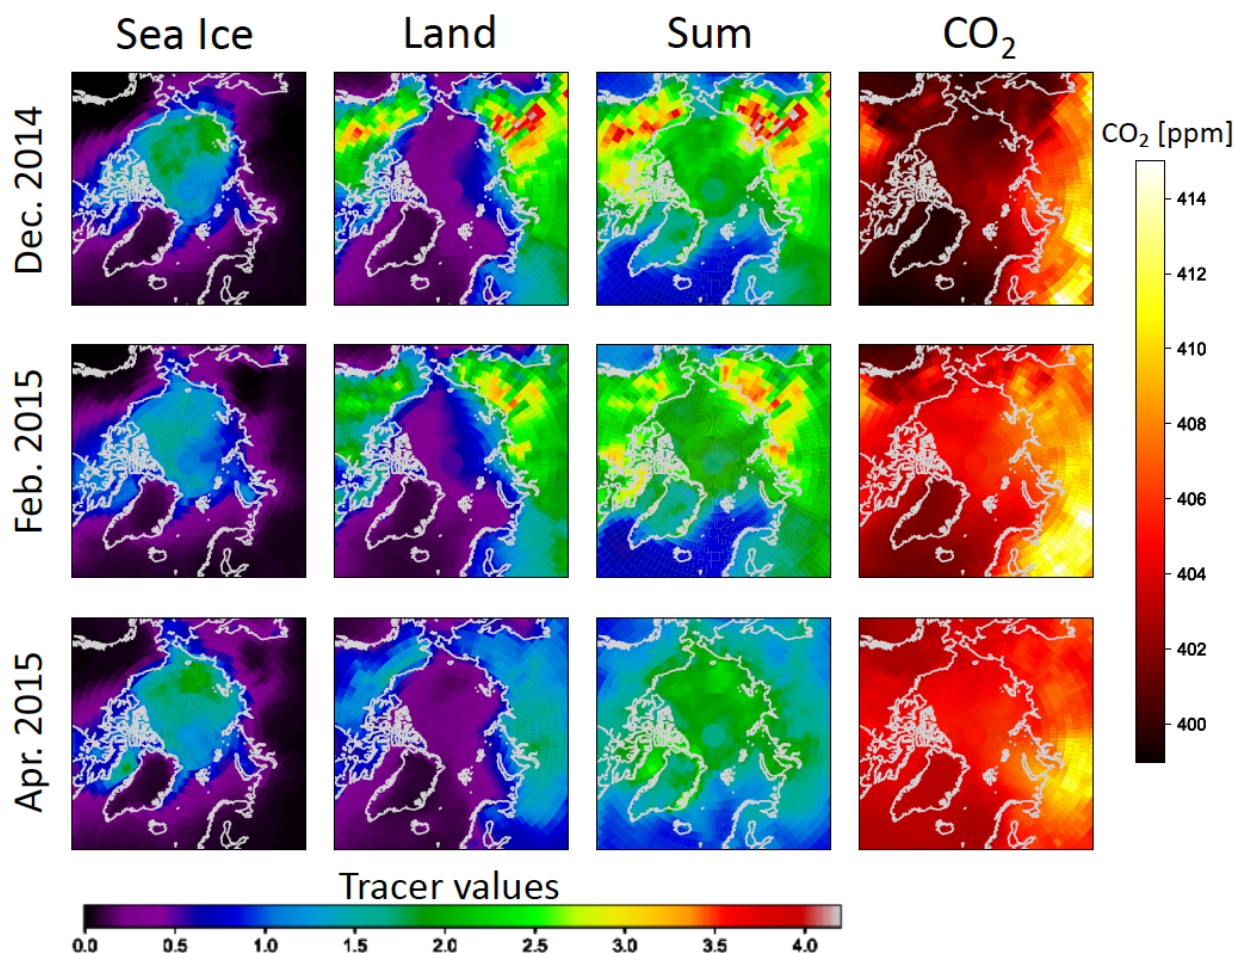 Sea Ice Land Sum CO₂
Dec. 2014
CO₂ [ppm]
414
412
410
408
406
404
402
400
Feb. 2015
Apr. 2015
Tracer values
0.0 0.5 1.0 1.5 2.0 2.5 3.0 3.5 4.0